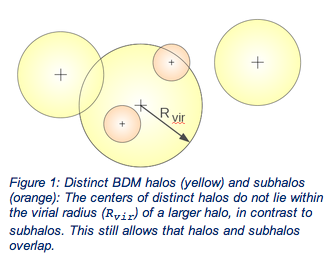 R vir
Figure 1: Distinct BDM halos (yellow) and subhalos
(orange): The centers of distinct halos do not lie within
the virial radius (Rvir) of a larger halo, in contrast to
subhalos. This still allows that halos and subhalos
overlap.